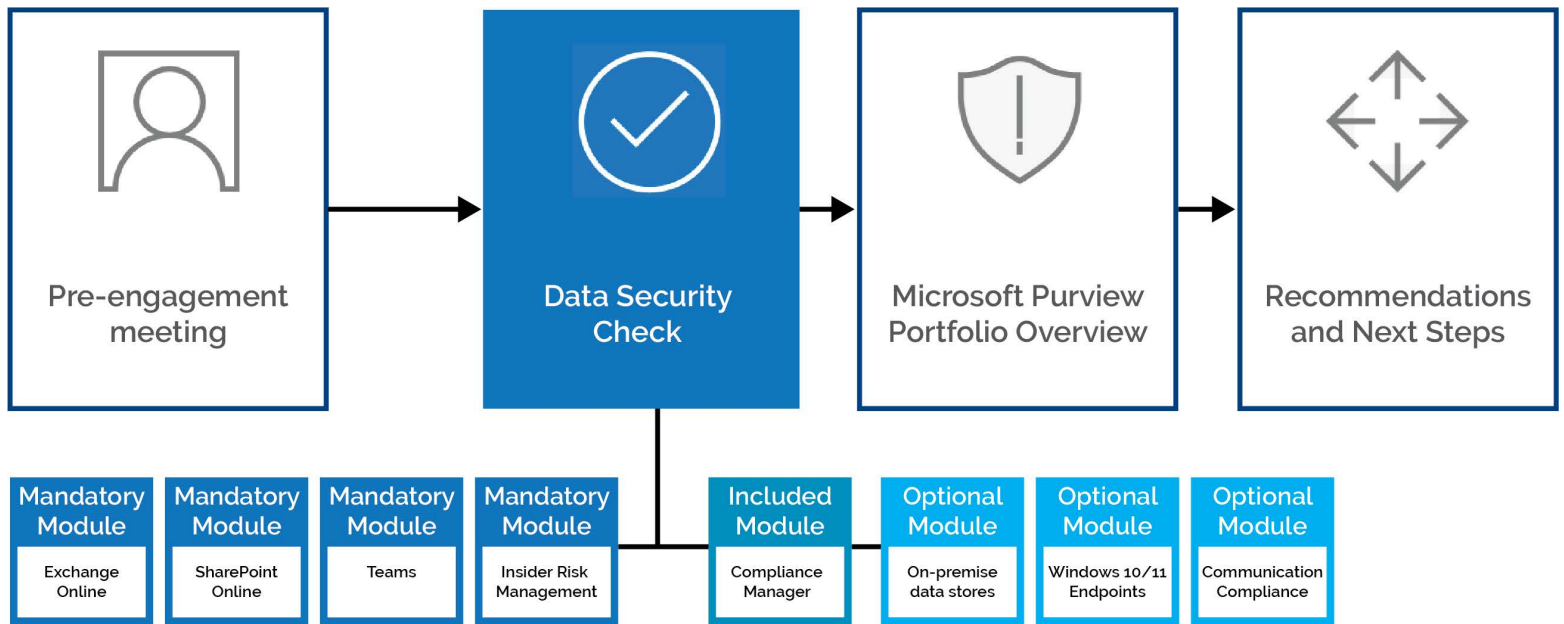 Pre-engagement
meeting
Data Security
Check
Microsoft Purview
Portfolio Overview
Recommendations
and Next Steps
Mandatory
Module
Exchange
Online
Mandatory
Module
SharePoint
Online
Mandatory
Module
Teams
Mandatory
Module
Insider Risk
Management
Included
Module
Compliance
Manager
Optional
Module
On-premise
data stores
Optional
Module
Windows 10/11
Endpoints
Optional
Module
Communication
Compliance